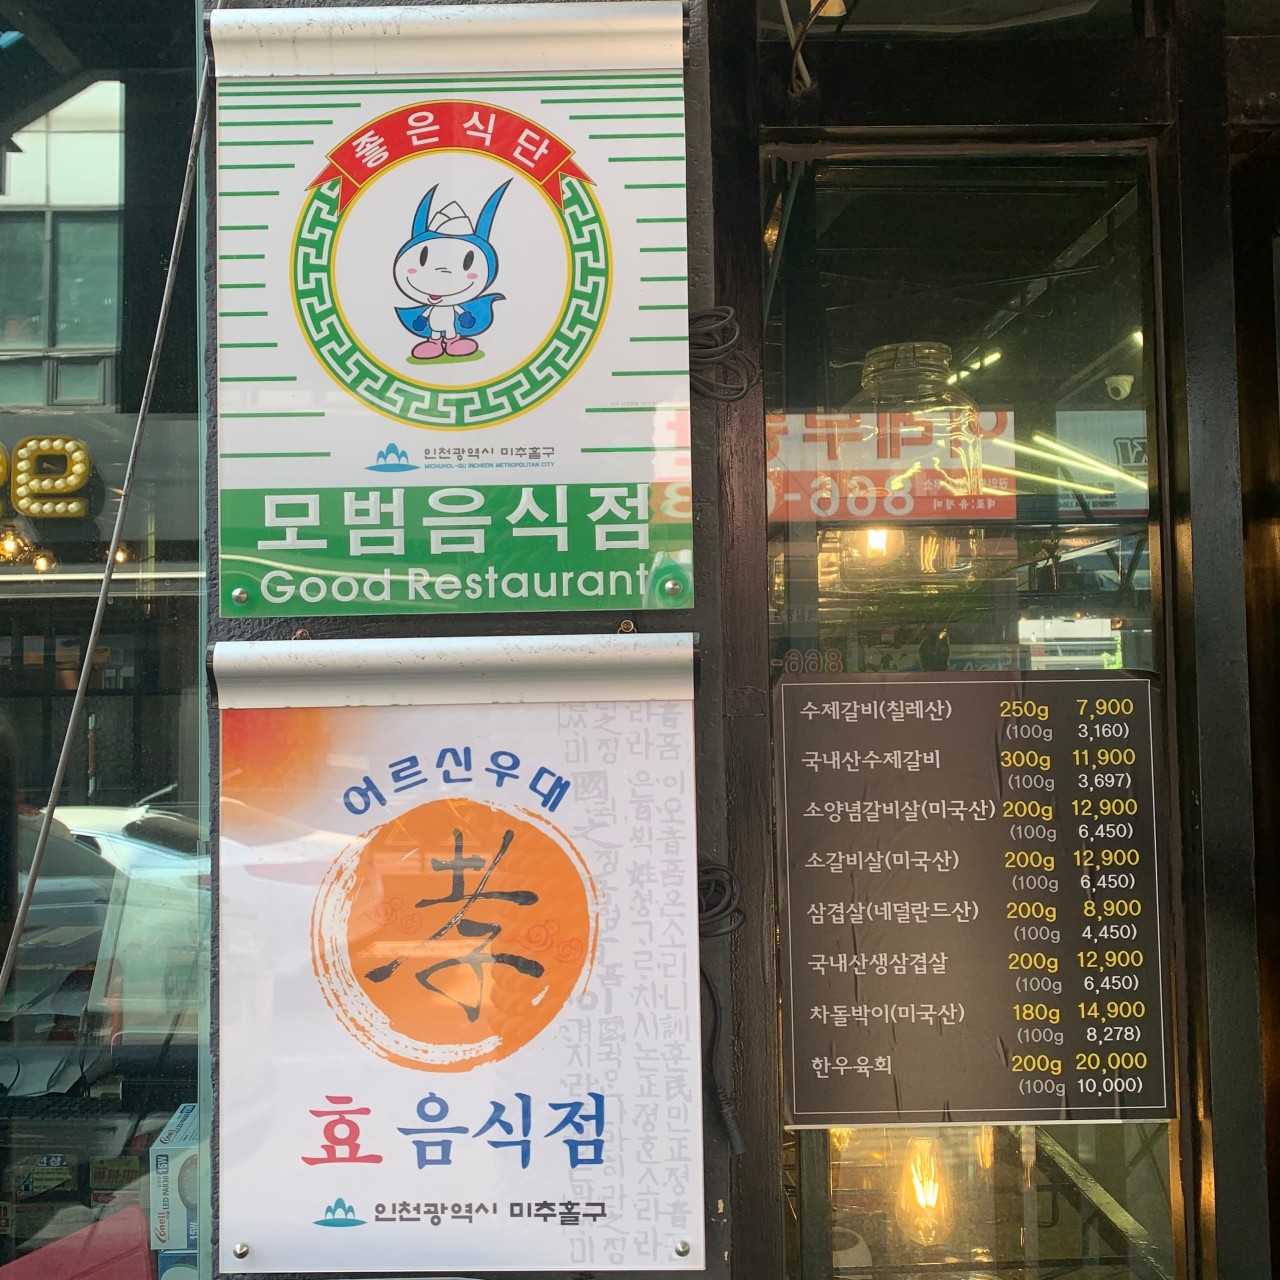 좋은식단
인천광역시 미추홀구
MICHUHOL-GU INCHEON METROPOLITAN CITY
모범음식점
Good Restaurant
어르신우대
孝
효음식점
인천광역시 미추홀구
수제갈비(칠레산) 250g 7,900
(100g 3,160)
국내산수제갈비 300g 11,900
(100g 3,697)
소양념갈비살(미국산) 200g 12,900
(100g 6,450)
소갈비살(미국산) 200g 12,900
(100g 6,450)
삼겹살(네덜란드산) 200g 8,900
(100g 4,450)
국내산생삼겹살 200g 12,900
(100g 6,450)
차돌박이(미국산) 180g 14,900
(100g 8,278)
한우육회 200g 20,000
(100g 10,000)